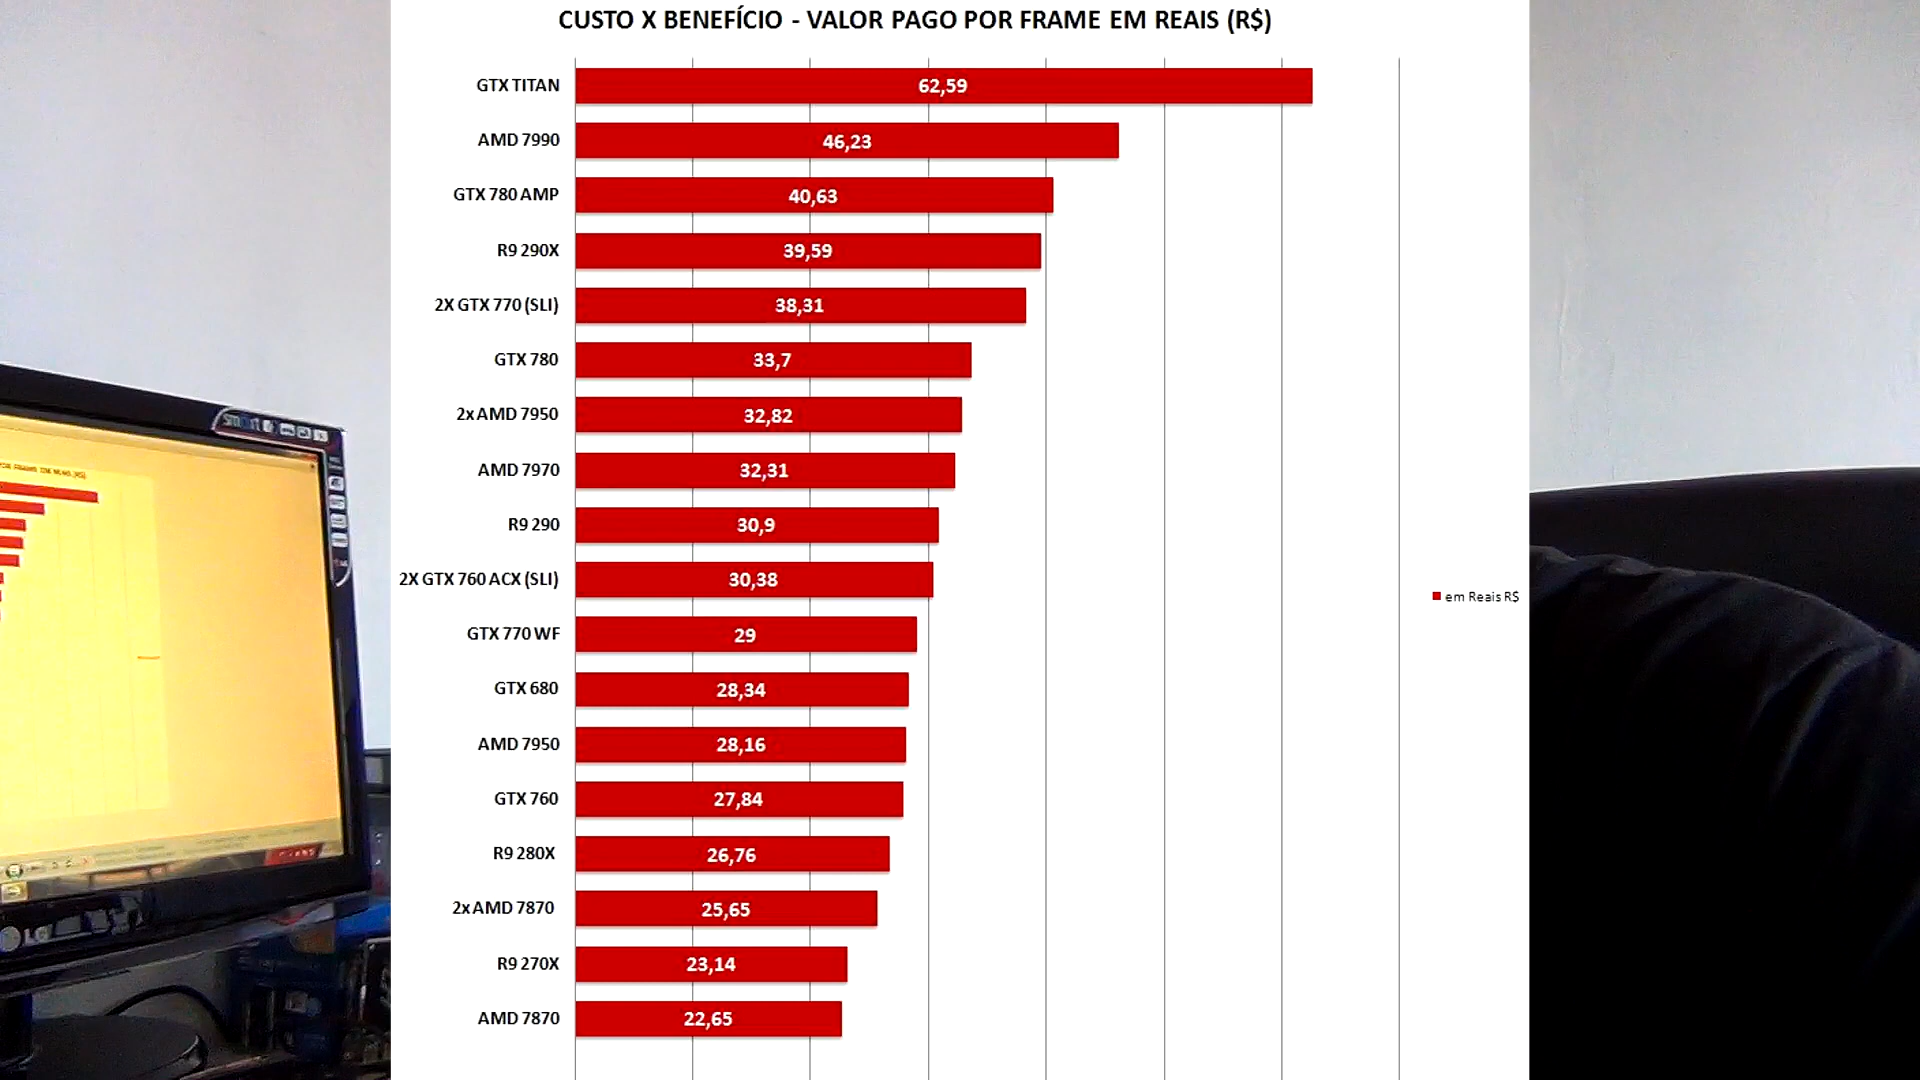 CUSTO X BENEFÍCIO - VALOR PAGO POR FRAME EM REAIS (R$)
GTX TITAN 62,59
AMD 7990 46,23
GTX 780 AMP 40,63
R9 290X 39,59
2X GTX 770 (SLI) 38,31
GTX 780 33,7
2x AMD 7950 32,82
AMD 7970 32,31
R9 290 30,9
2X GTX 760 ACX (SLI) 30,38
GTX 770 WF 29
GTX 680 28,34
AMD 7950 28,16
GTX 760 27,84
R9 280X 26,76
2x AMD 7870 25,65
R9 270X 23,14
AMD 7870 22,65
em Reais R$
smart
LG